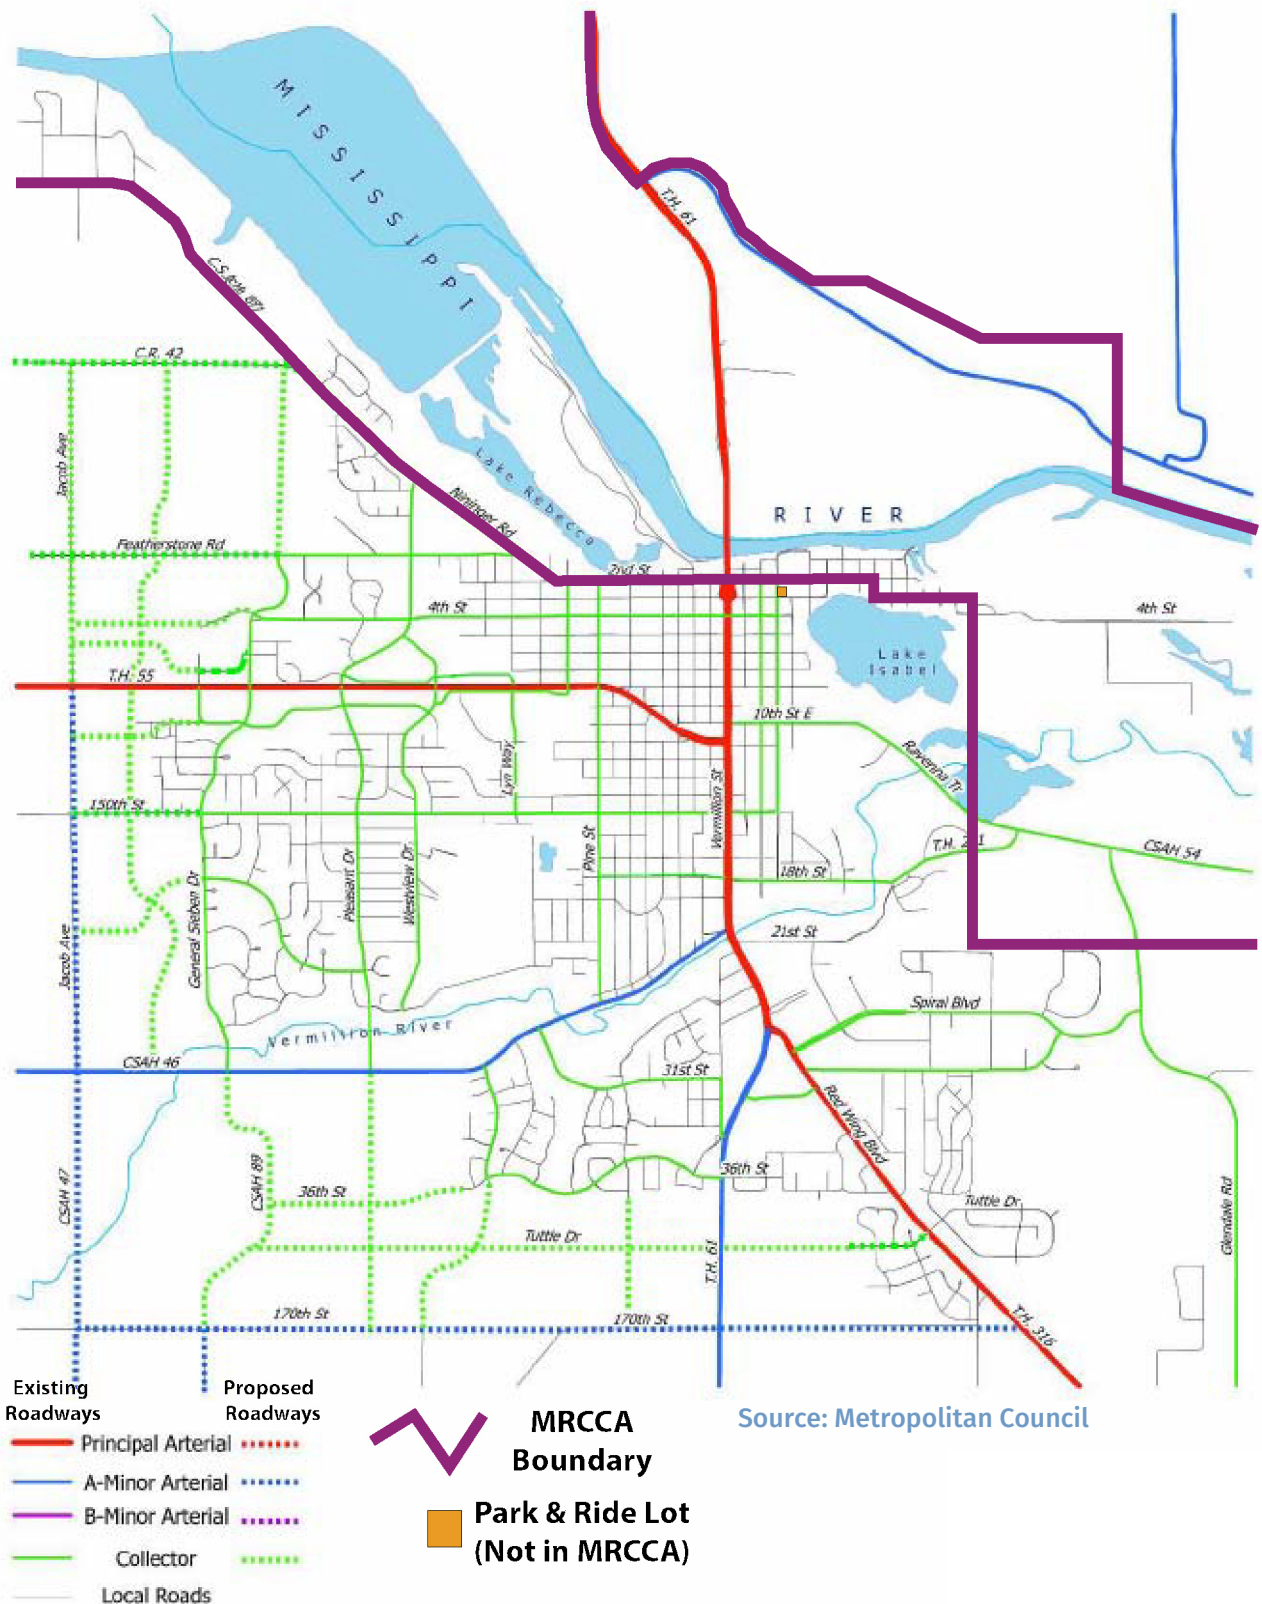 MISSISSIPPI
T.H. 61
C.R. 42
Jacob Ave
Lake Rebecca
Nininger Rd
RIVER
Featherstone Rd
2nd St
4th St
4th St
Lake
Isabel
T.H. 55
10th St E
Ravenna Tr
Lyn Way
Vermillion St
150th St
Pine St
T.H. 2 1
CSAH 54
18th St
Pleasant Dr
Westview Dr
General Sieben Dr
Jacob Ave
21st St
Spiral Blvd
Vermillion River
CSAH 46
31st St
Red Wing Blvd
CSAH 47
CSAH 89
36th St
36th St
Tuttle Dr
Tuttle Dr
Glendale Rd
T.H. 61
170th St
170th St
T.H. 316
Existing
Roadways
Proposed
Roadways
Principal Arterial
A-Minor Arterial
B-Minor Arterial
Collector
Local Roads
MRCCA
Boundary
Park & Ride Lot
(Not in MRCCA)
Source: Metropolitan Council